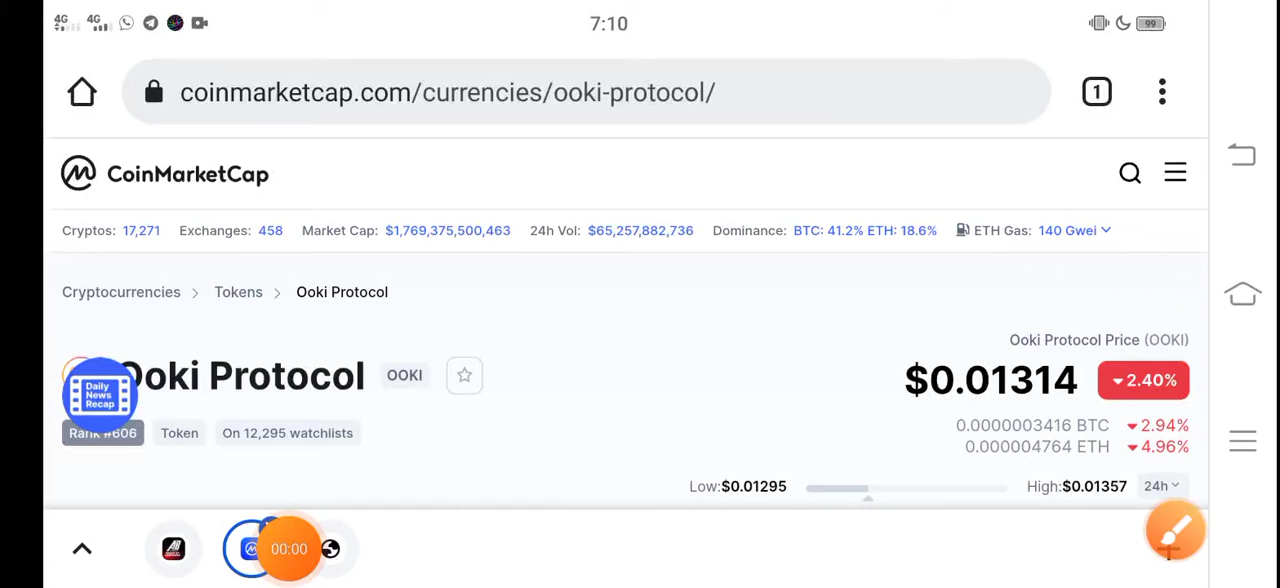 4G 4G 7:10 99
coinmarketcap.com/currencies/ooki-protocol/ 1
CoinMarketCap
Cryptos: 17,271 Exchanges: 458 Market Cap: $1,769,375,500,463 24h Vol: $65,257,882,736 Dominance: BTC: 41.2% ETH: 18.6% ETH Gas: 140 Gwei
Cryptocurrencies > Tokens > Ooki Protocol
Ooki Protocol Price (OOKI)
Ooki Protocol OOKI
$0.01314 2.40%
Daily
News
Recap
Rank #606 Token On 12,295 watchlists
0.0000003416 BTC 2.94%
0.000004764 ETH 4.96%
Low:$0.01295 High:$0.01357 24h
00:00